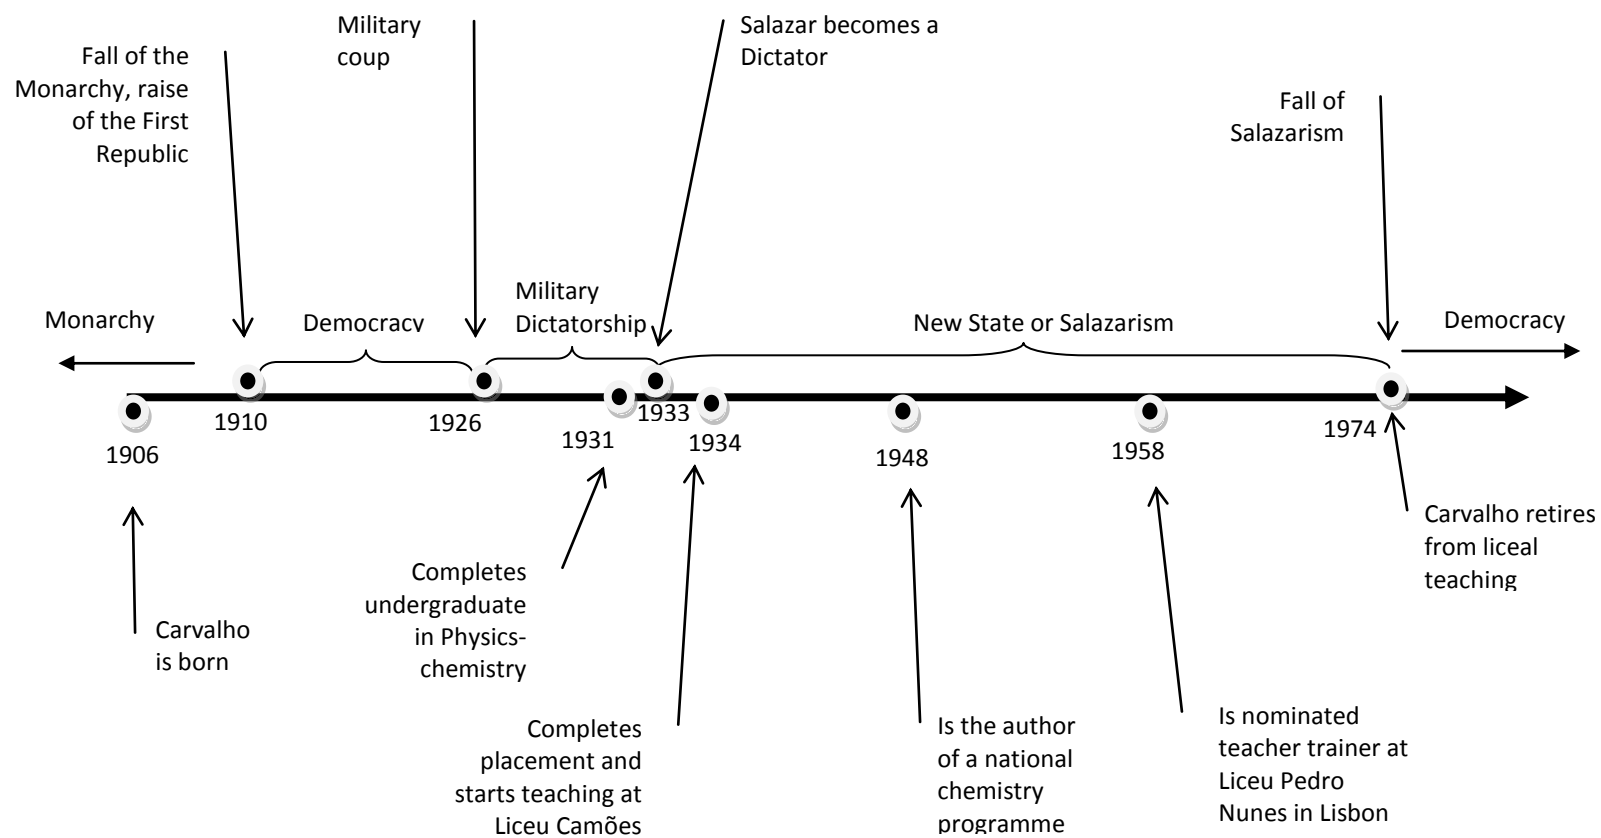 Fall of the
Monarchy, raise
of the First
Republic
Military
coup
Salazar becomes a
Dictator
Fall of
Salazarism
Monarchy
Democracy
Military
Dictatorship
New State or Salazarism
Democracy
1906
1910
1926
1931
1933
1934
1948
1958
1974
Carvalho
is born
Completes
undergraduate
in Physics-
chemistry
Completes
placement and
starts teaching at
Liceu Camões
Is the author
of a national
chemistry
programme
Is nominated
teacher trainer at
Liceu Pedro
Nunes in Lisbon
Carvalho retires
from liceal
teaching